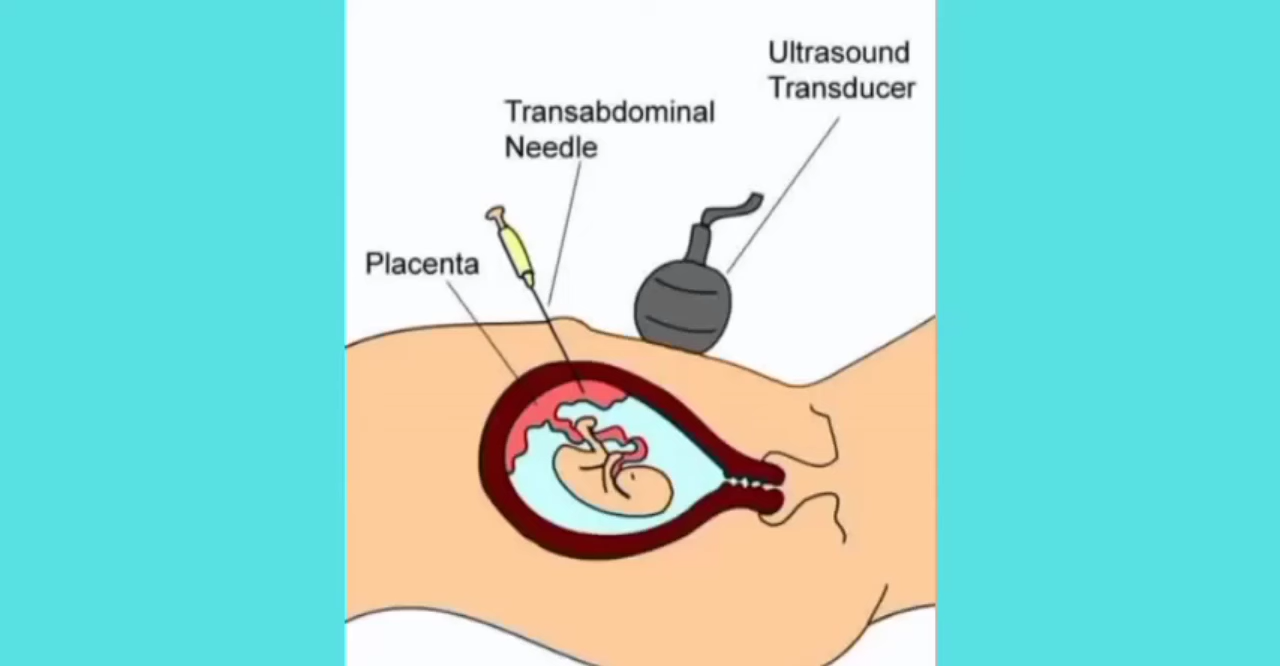 Ultrasound
Transducer
Transabdominal
Needle
Placenta